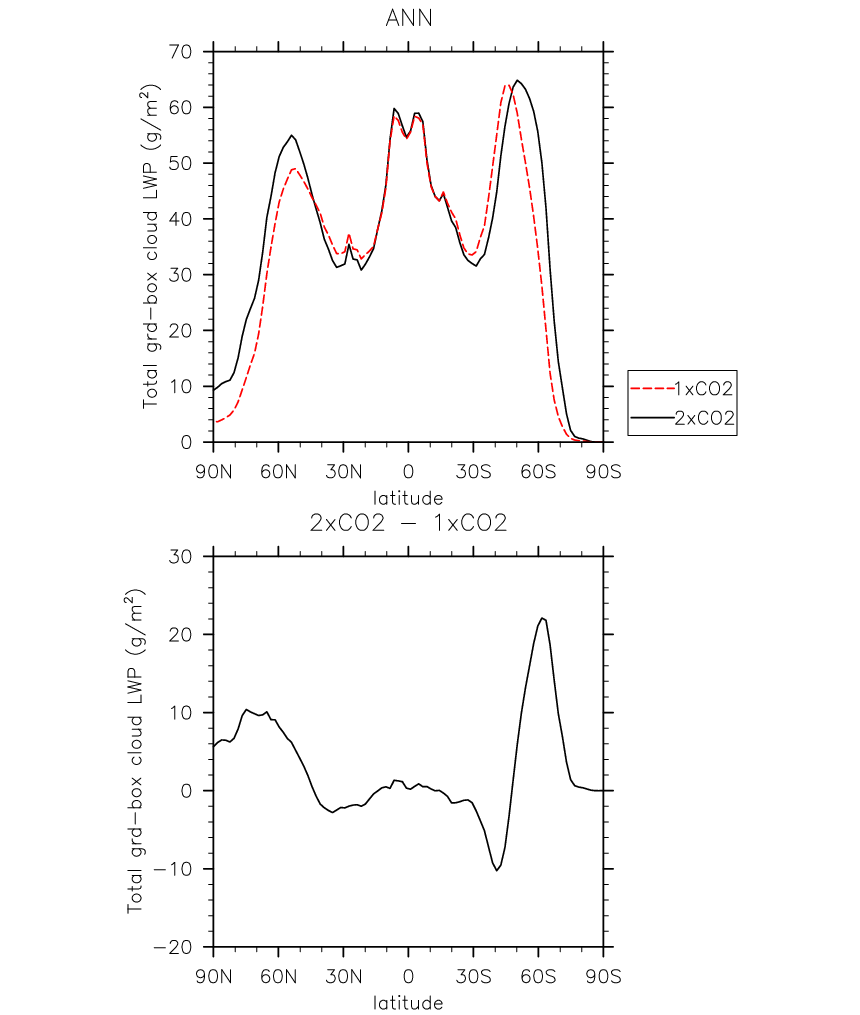 ANN
Total grd-box cloud LWP (g/m²)
70
60
50
40
30
20
10
0
90N 60N 30N 0 30S 60S 90S
latitude
1xCO2
2xCO2
2xCO2 - 1xCO2
Total grd-box cloud LWP (g/m²)
30
20
10
0
-10
-20
90N 60N 30N 0 30S 60S 90S
latitude